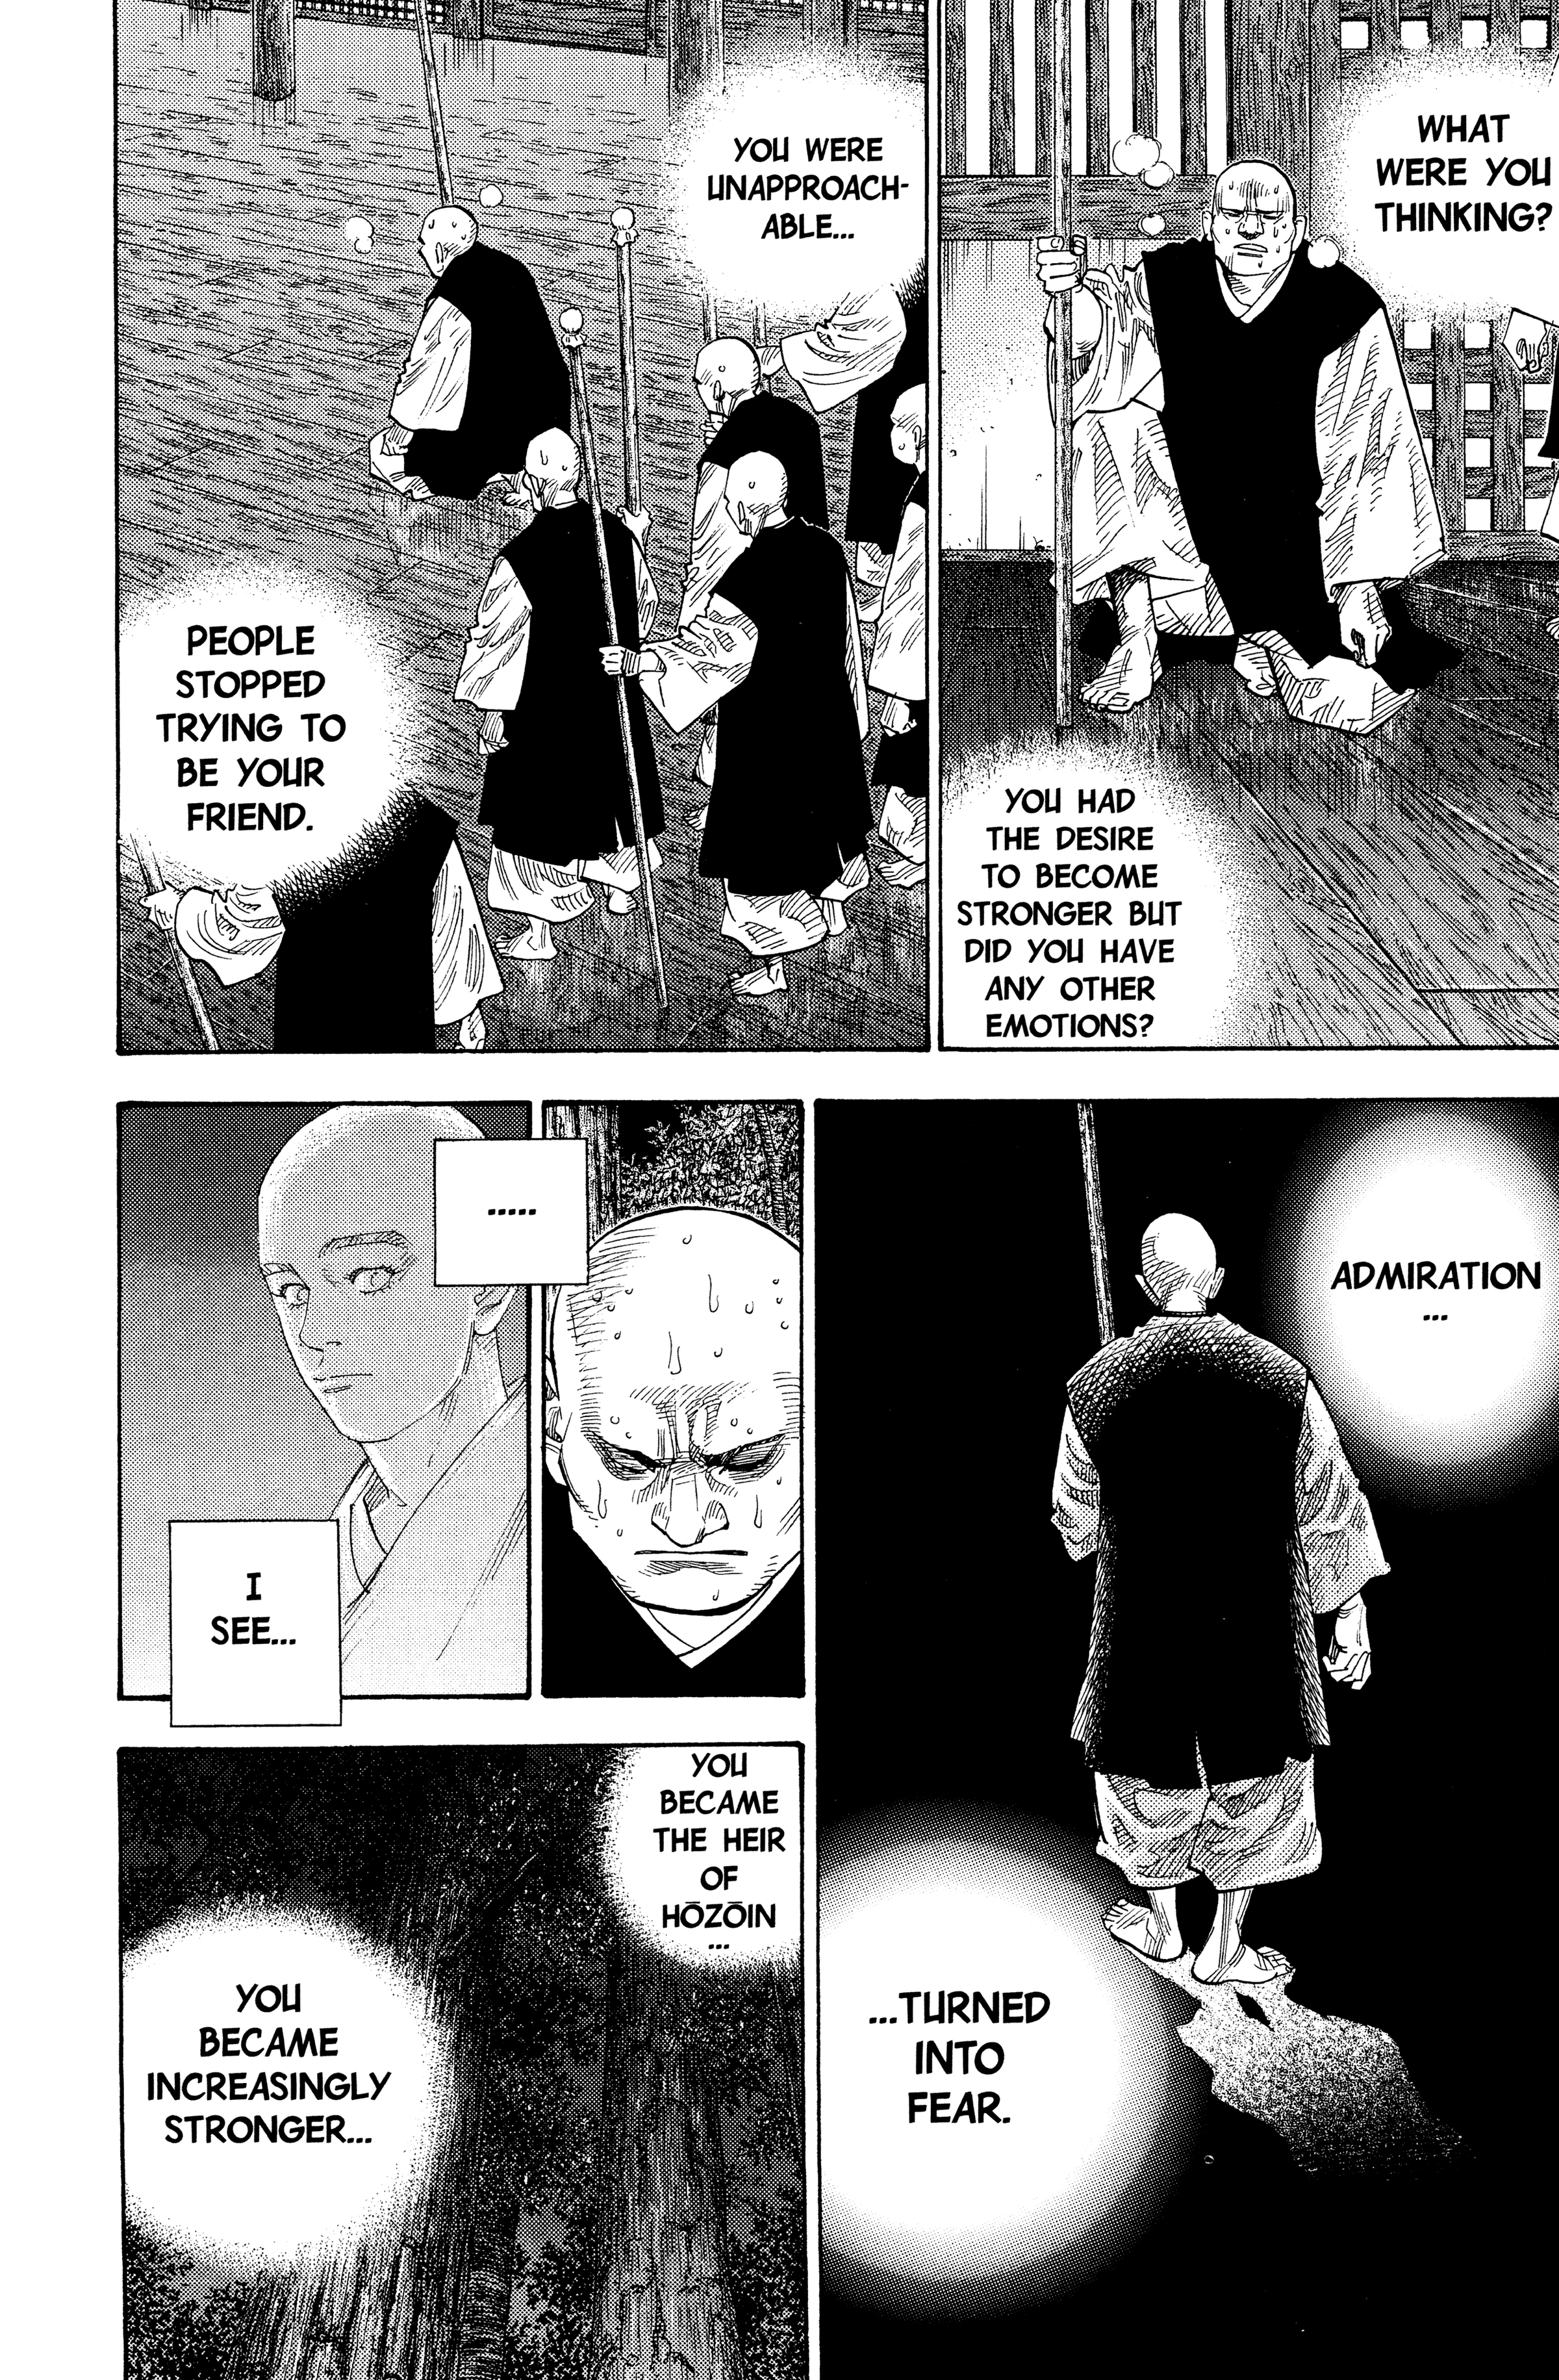 WHAT
WERE YOU
THINKING?
YOU HAD
THE DESIRE
TO BECOME
STRONGER BUT
DID YOU HAVE
ANY OTHER
EMOTIONS?
YOU WERE
UNAPPROACH-
ABLE...
PEOPLE
STOPPED
TRYING TO
BE YOUR
FRIEND.
ADMIRATION
...
...TURNED
INTO
FEAR.
.....
I
SEE...
YOU
BECAME
THE HEIR
OF
HŌZŌIN
...
YOU
BECAME
INCREASINGLY
STRONGER...